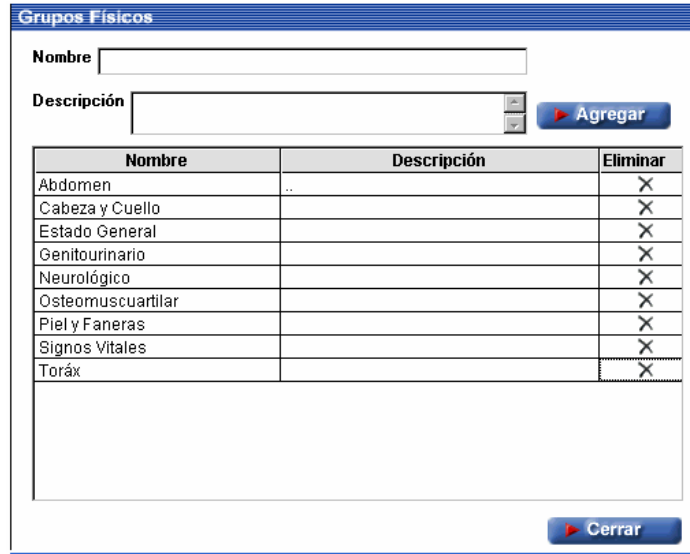 Grupos Físicos
Nombre
Descripción
Agregar
Nombre Descripción Eliminar
Abdomen ..
Cabeza y Cuello
Estado General
Genitourinario
Neurológico
Osteomuscuartilar
Piel y Faneras
Signos Vitales
Toráx
Cerrar